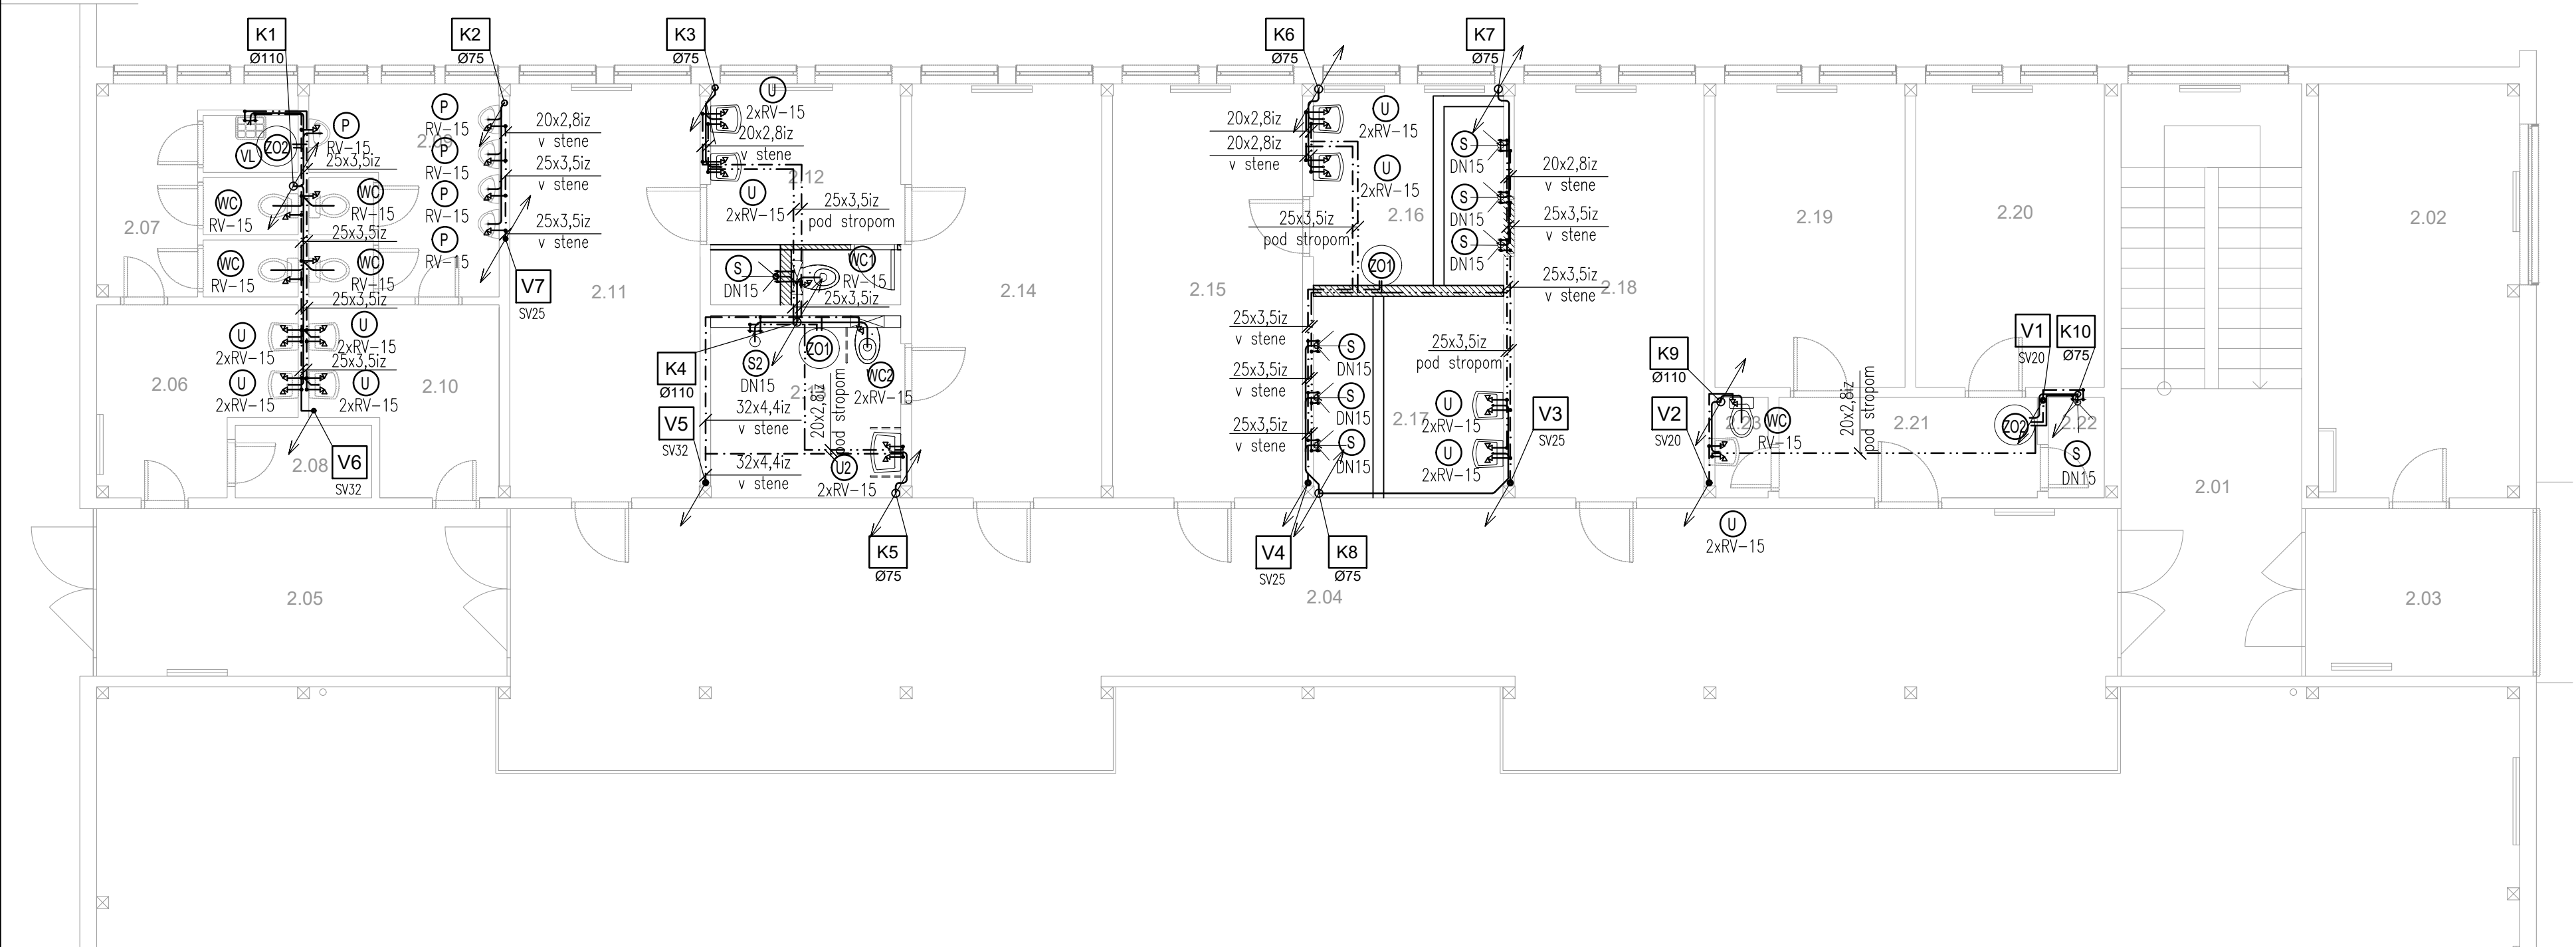 K1
Ø110
K2
Ø75
K3
Ø75
K6
Ø75
K7
Ø75
P
RV-15
P
RV-15
P
RV-15
P
RV-15
P
RV-15
VL
ZO2
25x3,5iz
WC
RV-15
WC
RV-15
25x3,5iz
WC
RV-15
WC
RV-15
25x3,5iz
U
2xRV-15
U
2xRV-15
25x3,5iz
U
2xRV-15
U
2xRV-15
2.07
2.06
2.10
2.08
V6
SV32
20x2,8iz
v stene
25x3,5iz
v stene
25x3,5iz
v stene
V7
SV25
2.11
U
2xRV-15
20x2,8iz
v stene
U
2xRV-15
2.12
25x3,5iz
pod stropom
S
DN15
WC1
RV-15
25x3,5iz
K4
Ø110
S2
DN15
ZO1
WC2
2xRV-15
20x2,8iz
pod stropom
V5
SV32
32x4,4iz
v stene
32x4,4iz
v stene
U2
2xRV-15
K5
Ø75
2.14
2.15
20x2,8iz
20x2,8iz
v stene
U
2xRV-15
U
2xRV-15
25x3,5iz
pod stropom
2.16
ZO1
S
DN15
S
DN15
S
DN15
20x2,8iz
v stene
25x3,5iz
v stene
25x3,5iz
v stene
2.18
25x3,5iz
v stene
25x3,5iz
v stene
25x3,5iz
v stene
S
DN15
S
DN15
S
DN15
25x3,5iz
pod stropom
2.17
U
2xRV-15
U
2xRV-15
V3
SV25
V4
SV25
K8
Ø75
2.19
2.20
K9
Ø110
V2
SV20
2.23
WC
RV-15
20x2,8iz
pod stropom
2.21
V1
SV20
K10
Ø75
ZO2
2.22
S
DN15
U
2xRV-15
2.01
2.02
2.03
2.04
2.05